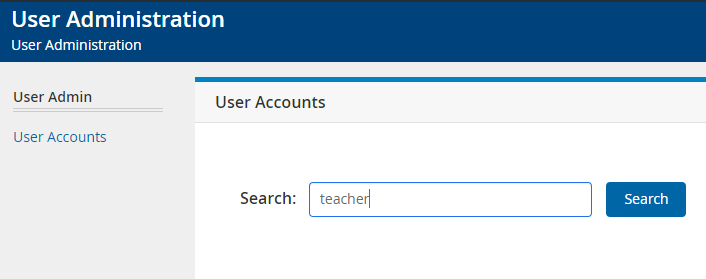 User Administration
User Administration
User Admin
User Accounts
User Accounts
Search: teacher Search